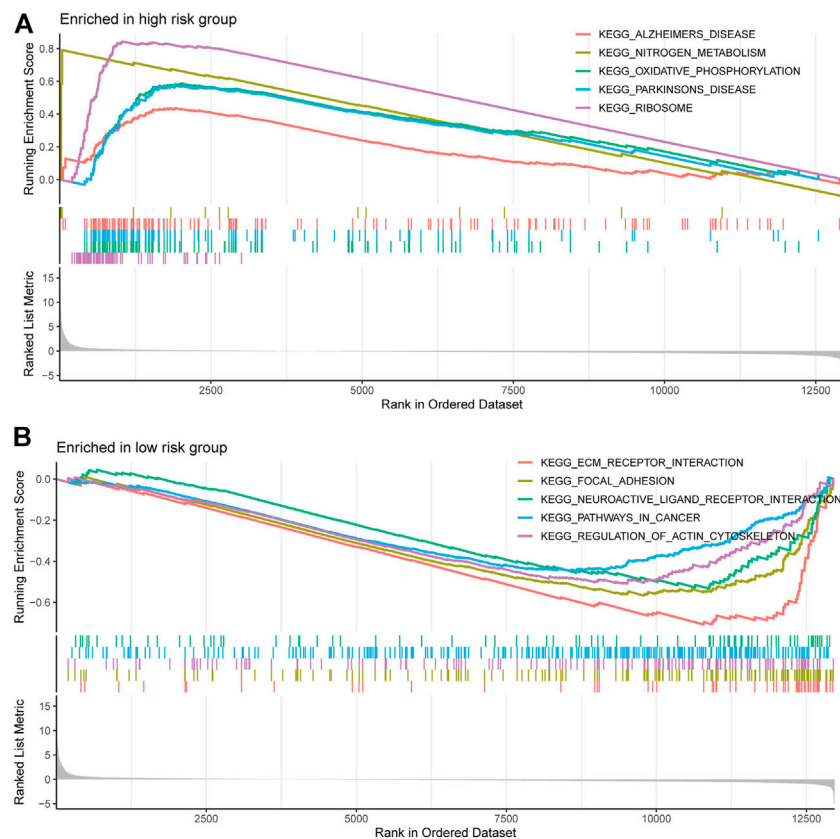 A
Enriched in high risk group
KEGG_ALZHEIMERS_DISEASE
KEGG_NITROGEN_METABOLISM
KEGG_OXIDATIVE_PHOSPHORYLATION
KEGG_PARKINSONS_DISEASE
KEGG_RIBOSOME
Running Enrichment Score
0.8
0.6
0.4
0.2
0.0
Ranked List Metric
15
10
5
0
−5
2500 5000 7500 10000 12500
Rank in Ordered Dataset
B
Enriched in low risk group
KEGG_ECM_RECEPTOR_INTERACTION
KEGG_FOCAL_ADHESION
KEGG_NEUROACTIVE_LIGAND_RECEPTOR_INTERACTION
KEGG_PATHWAYS_IN_CANCER
KEGG_REGULATION_OF_ACTIN_CYTOSKELETON
Running Enrichment Score
0.0
−0.2
−0.4
−0.6
Ranked List Metric
15
10
5
0
−5
2500 5000 7500 10000 12500
Rank in Ordered Dataset